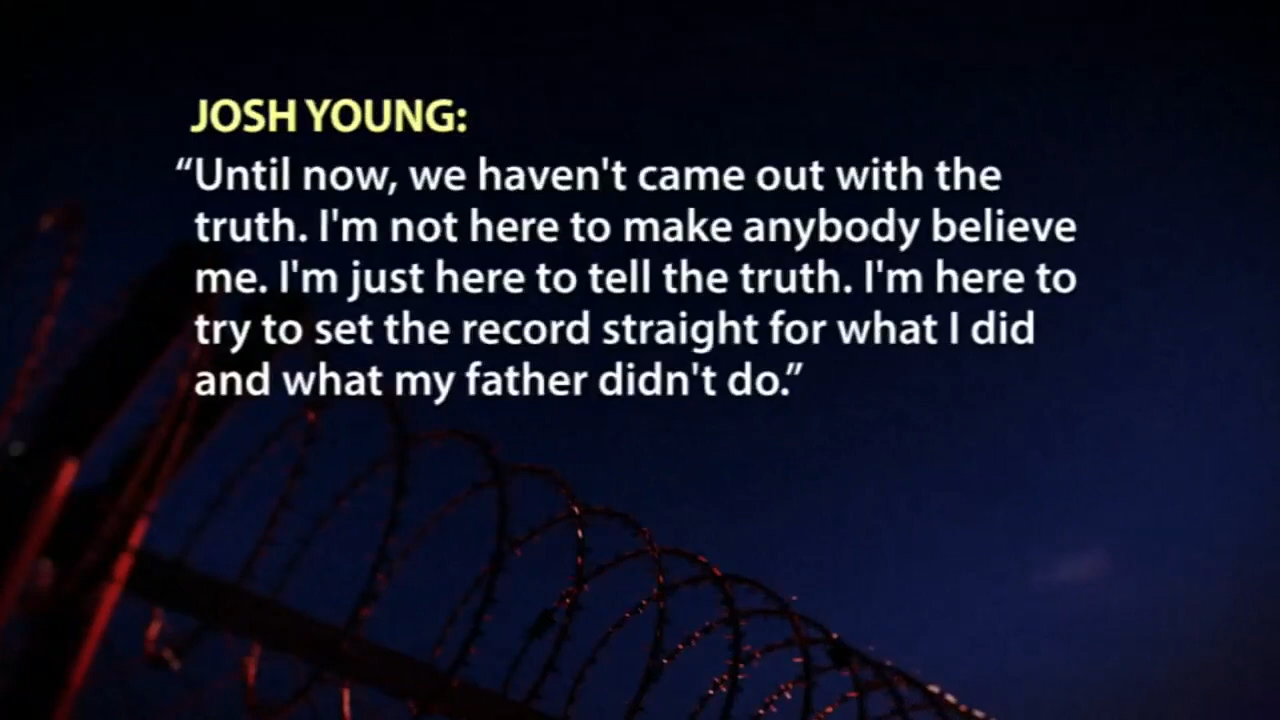 JOSH YOUNG:
“Until now, we haven't came out with the
truth. I'm not here to make anybody believe
me. I'm just here to tell the truth. I'm here to
try to set the record straight for what I did
and what my father didn't do.”